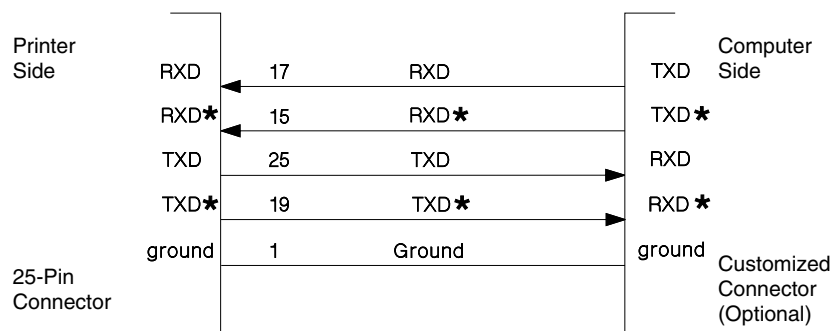 Printer
Side
Computer
Side
RXD 17 RXD TXD
RXD* 15 RXD* TXD*
TXD 25 TXD RXD
TXD* 19 TXD* RXD*
ground 1 Ground ground
25-Pin
Connector
Customized
Connector
(Optional)